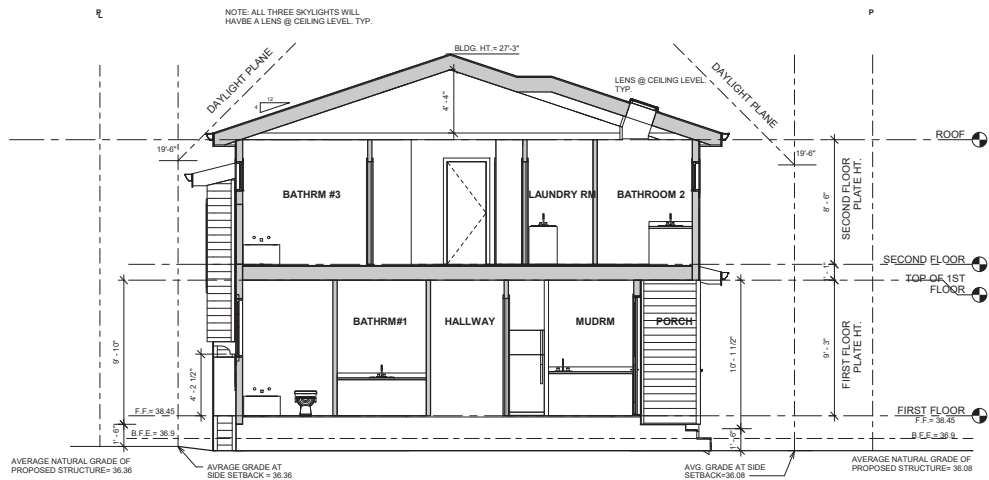 P
L
P
NOTE: ALL THREE SKYLIGHTS WILL
HAVBE A LENS @ CEILING LEVEL. TYP.
BLDG. HT.= 27'-3"
DAYLIGHT PLANE
DAYLIGHT PLANE
LENS @ CEILING LEVEL.
TYP.
12
4
4' - 4"
ROOF
19'-6"
19'-6"
BATHRM #3
LAUNDRY RM
BATHROOM 2
8' - 6"
SECOND FLOOR
PLATE HT.
SECOND FLOOR
1' - 1"
TOP OF 1ST
FLOOR
BATHRM#1
HALLWAY
MUDRM
PORCH
9' - 10"
4' - 2 1/2"
10' - 1 1/2"
9' - 3"
FIRST FLOOR
PLATE HT.
F.F.= 38.45
FIRST FLOOR
F.F.= 38.45
1' - 6"
B.F.E.= 36.9
1' - 6"
B.F.E.= 36.9
AVERAGE NATURAL GRADE OF
PROPOSED STRUCTURE= 36.36
AVRAGE GRADE AT
SIDE SETBACK = 36.36
AVG. GRADE AT SIDE
SETBACK=36.08
AVERAGE NATURAL GRADE OF
PROPOSED STRUCTURE= 36.08